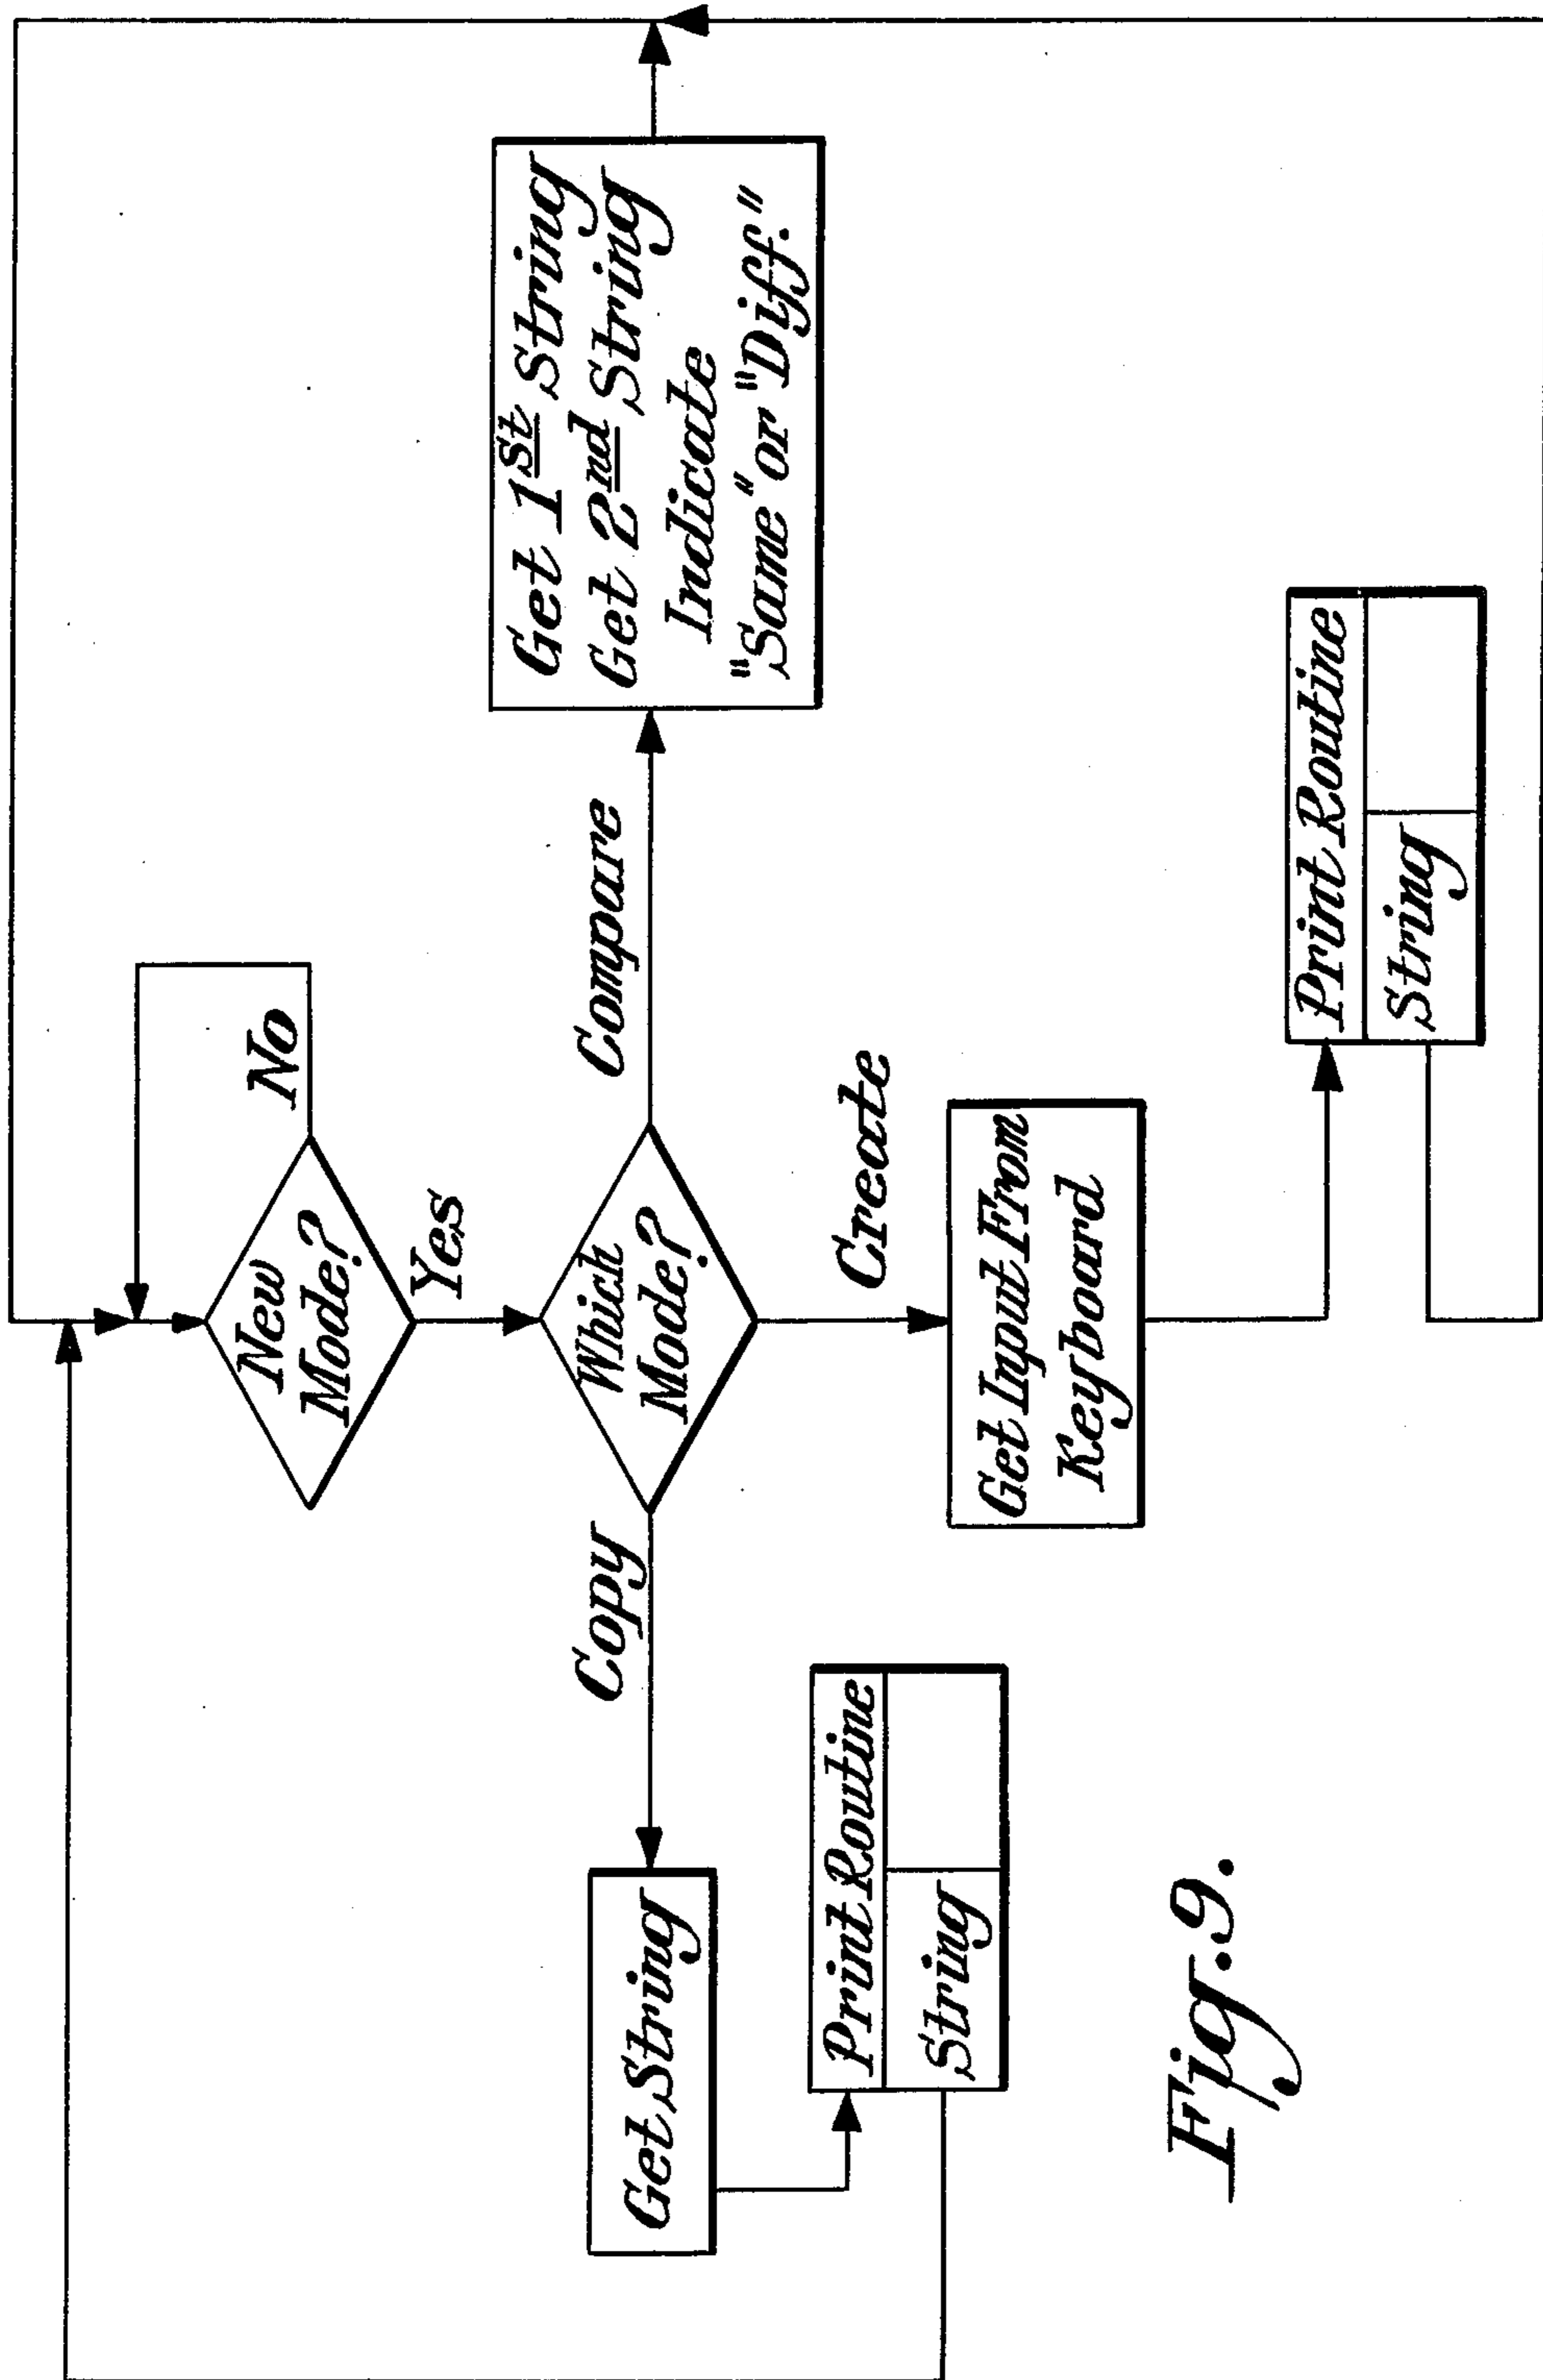 New
Mode?
No
Yes
Which
Mode?
Copy
Compare
Create
Get String
Print Routine
String
Get Input From
Keyboard
Print Routine
String
Get 1st String
Get 2nd String
Indicate
"Same" or "Diff."
Fig. 9.